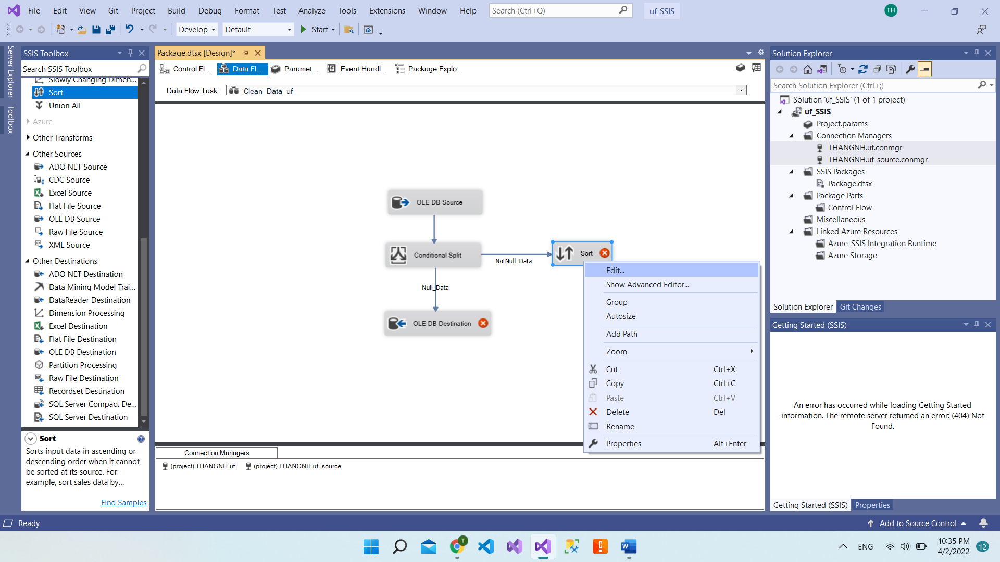 File Edit View Git Project Build Debug Format Test Analyze Tools Extensions Window Help Search (Ctrl+Q) uf_SSIS TH
Develop Default Start
Server Explorer
Toolbox
SSIS Toolbox
Search SSIS Toolbox
Slowly Changing Dimen...
Sort
Union All
Azure
Other Transforms
Other Sources
ADO NET Source
CDC Source
Excel Source
Flat File Source
OLE DB Source
Raw File Source
XML Source
Other Destinations
ADO NET Destination
Data Mining Model Trai...
DataReader Destination
Dimension Processing
Excel Destination
Flat File Destination
OLE DB Destination
Partition Processing
Raw File Destination
Recordset Destination
SQL Server Compact De...
SQL Server Destination
Sort
Sorts input data in ascending or
descending order when it cannot
be sorted at its source. For
example, sort sales data by...
Find Samples
Package.dtsx [Design]*
Control Fl... Data Fl... Paramet... Event Handl... Package Explo...
Data Flow Task: Clean Data uf
OLE DB Source
Conditional Split
NotNull_Data
Sort
Null_Data
OLE DB Destination
Edit...
Show Advanced Editor...
Group
Autosize
Add Path
Zoom
Cut Ctrl+X
Copy Ctrl+C
Paste Ctrl+V
Delete Del
Rename
Properties Alt+Enter
Connection Managers
(project) THANGNH.uf (project) THANGNH.uf_source
Solution Explorer
Search Solution Explorer (Ctrl+;)
Solution 'uf_SSIS' (1 of 1 project)
uf_SSIS
Project.params
Connection Managers
THANGNH.uf.conmgr
THANGNH.uf_source.conmgr
SSIS Packages
Package.dtsx
Package Parts
Control Flow
Miscellaneous
Linked Azure Resources
Azure-SSIS Integration Runtime
Azure Storage
Solution Explorer Git Changes
Getting Started (SSIS)
An error has occurred while loading Getting Started
information. The remote server returned an error: (404) Not
Found.
Getting Started (SSIS) Properties
Ready
Add to Source Control
T
ENG
10:35 PM
4/2/2022
12